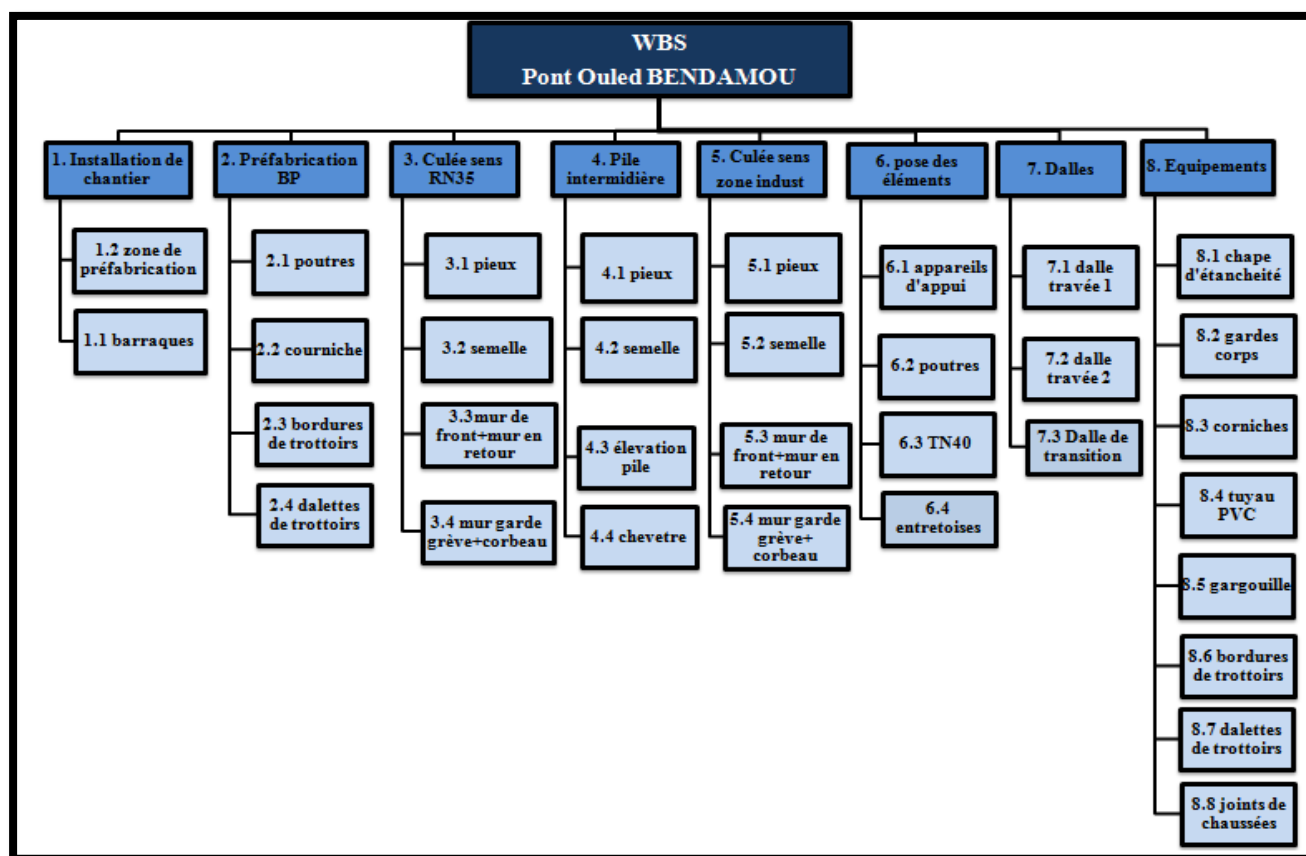 WBS
Pont Ouled BENDAMOU
1. Installation de
chantier
2. Préfabrication
BP
3. Culée sens
RN35
4. Pile
intermidière
5. Culée sens
zone indust
6. pose des
éléments
7. Dalles
8. Equipements
1.2 zone de
préfabrication
1.1 barraques
2.1 poutres
2.2 courniche
2.3 bordures
de trottoirs
2.4 dalettes
de trottoirs
3.1 pieux
3.2 semelle
3.3mur de
front+mur en
retour
3.4 mur garde
grève+corbeau
4.1 pieux
4.2 semelle
4.3 élevation
pile
4.4 chevetre
5.1 pieux
5.2 semelle
5.3 mur de
front+mur en
retour
5.4 mur garde
grève+
corbeau
6.1 appareils
d'appui
6.2 poutres
6.3 TN40
6.4
entretoises
7.1 dalle
travée 1
7.2 dalle
travée 2
7.3 Dalle de
transition
8.1 chape
d'étancheité
8.2 gardes
corps
8.3 corniches
8.4 tuyau
PVC
8.5 gargouille
8.6 bordures
de trottoirs
8.7 dalettes
de trottoirs
8.8 joints de
chaussées